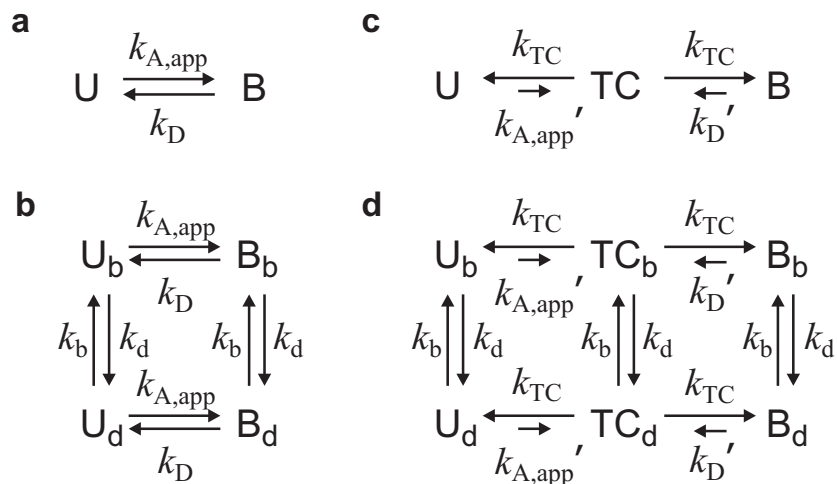 a
k_A,app
U B
k_D
b
k_A,app
U_b B_b
k_D
k_b k_d k_b k_d
k_A,app
U_d B_d
k_D
c
k_TC k_TC
U TC B
k_A,app′ k_D′
d
k_TC k_TC
U_b TC_b B_b
k_A,app′ k_D′
k_b k_d k_b k_d k_b k_d
k_TC k_TC
U_d TC_d B_d
k_A,app′ k_D′